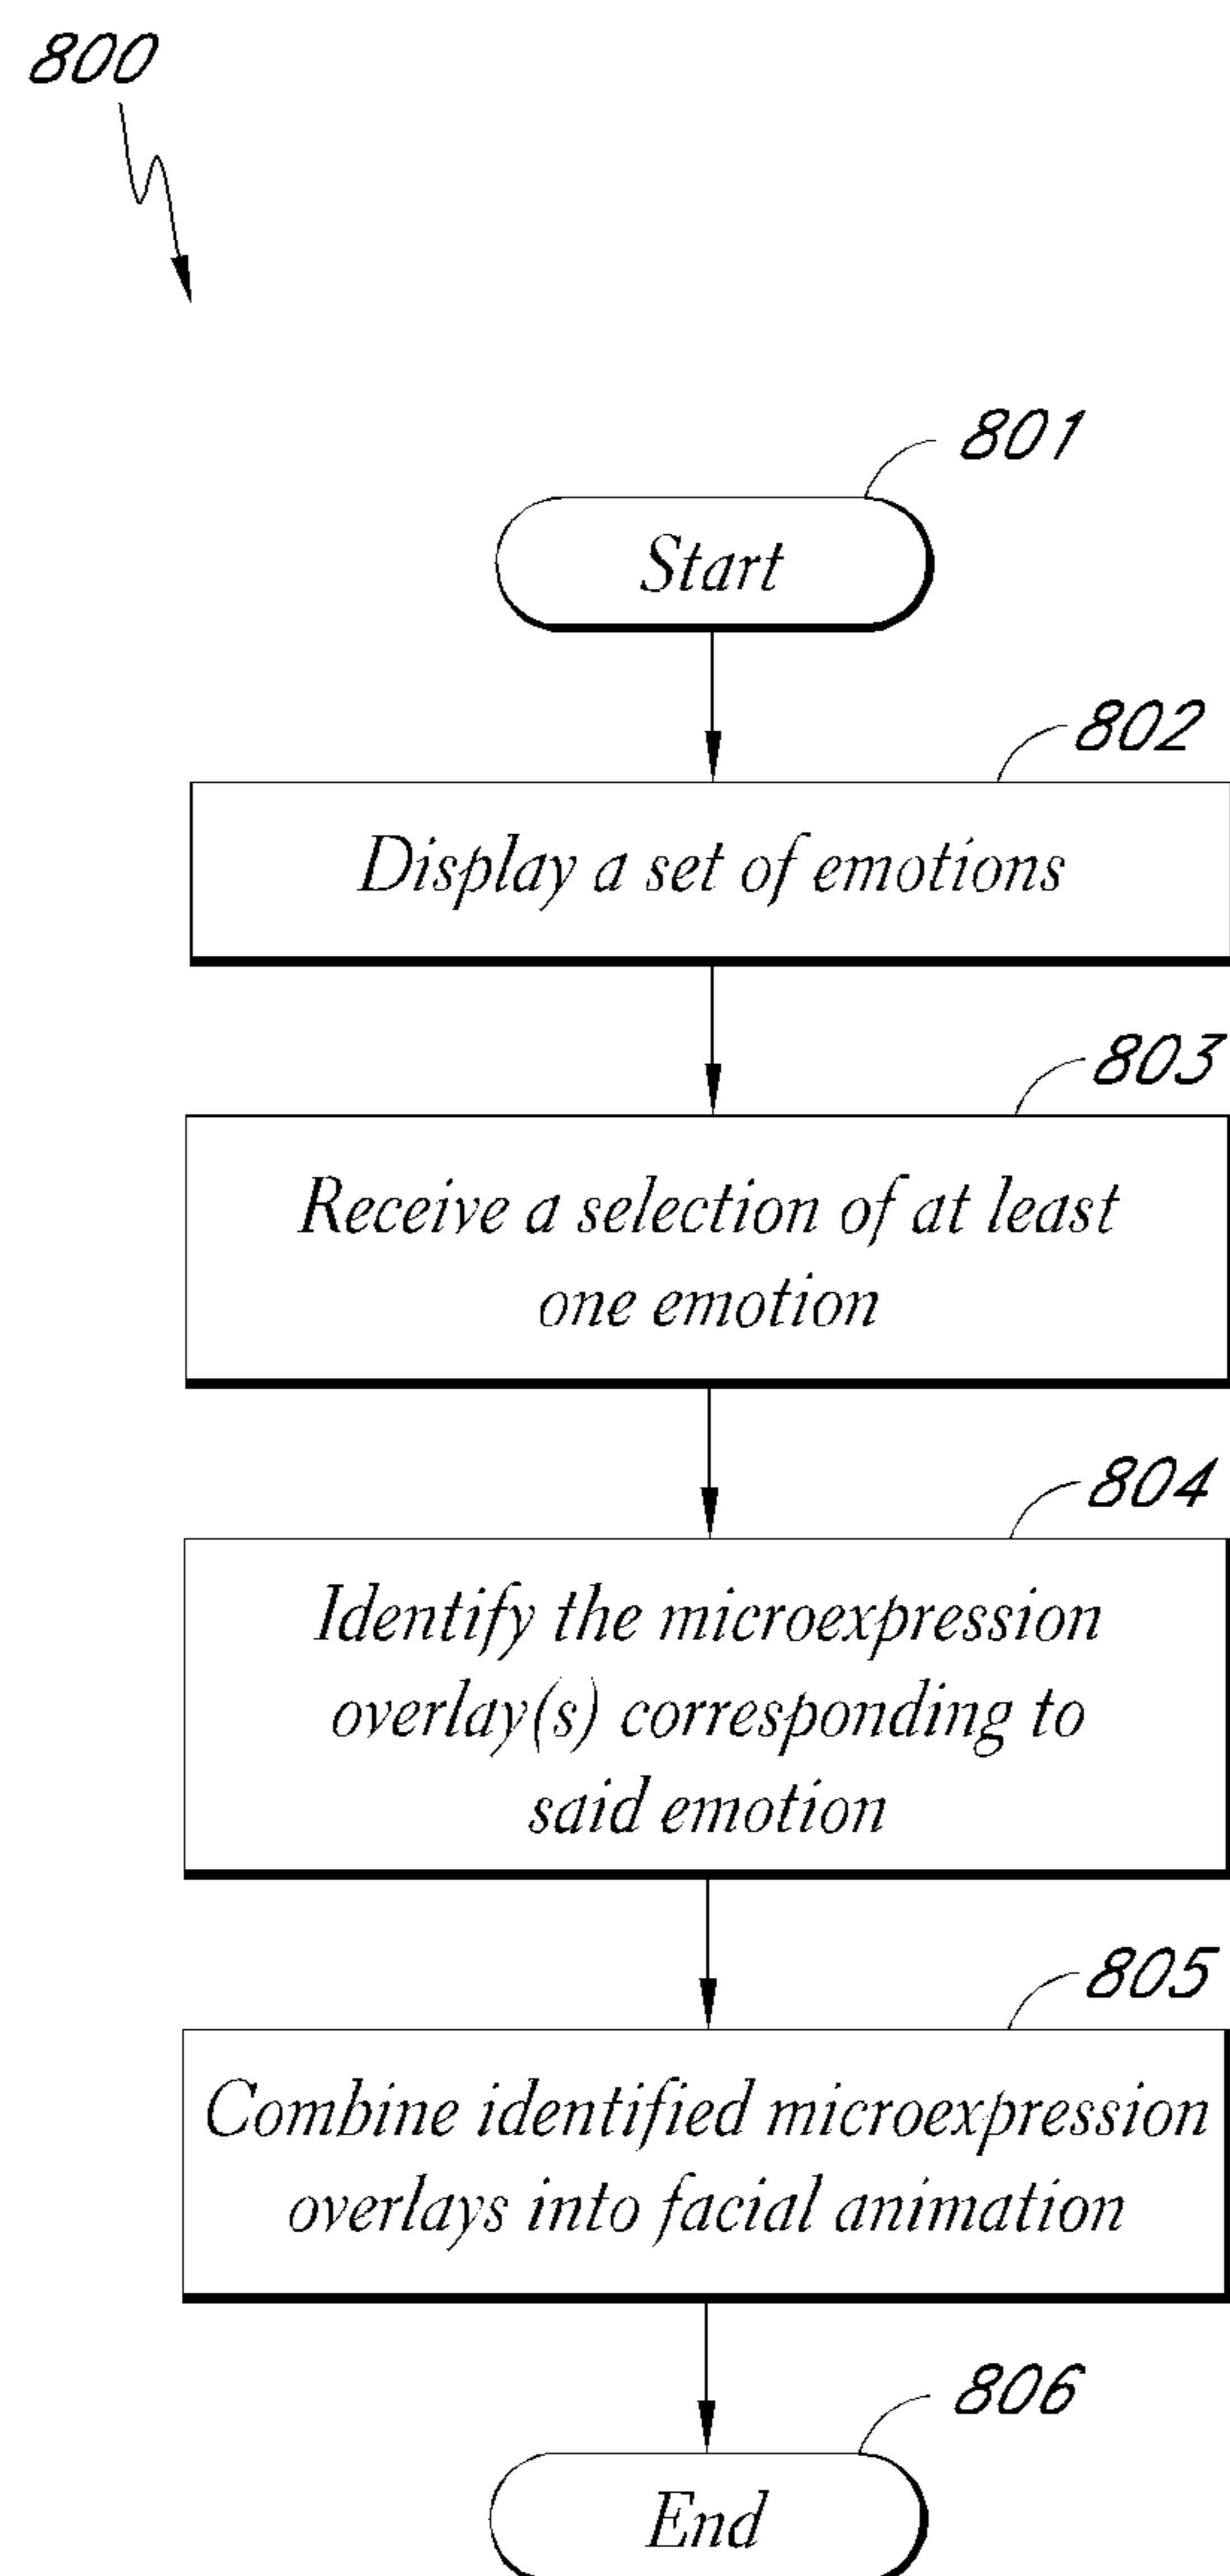 800
801
Start
802
Display a set of emotions
803
Receive a selection of at least
one emotion
804
Identify the microexpression
overlay(s) corresponding to
said emotion
805
Combine identified microexpression
overlays into facial animation
806
End